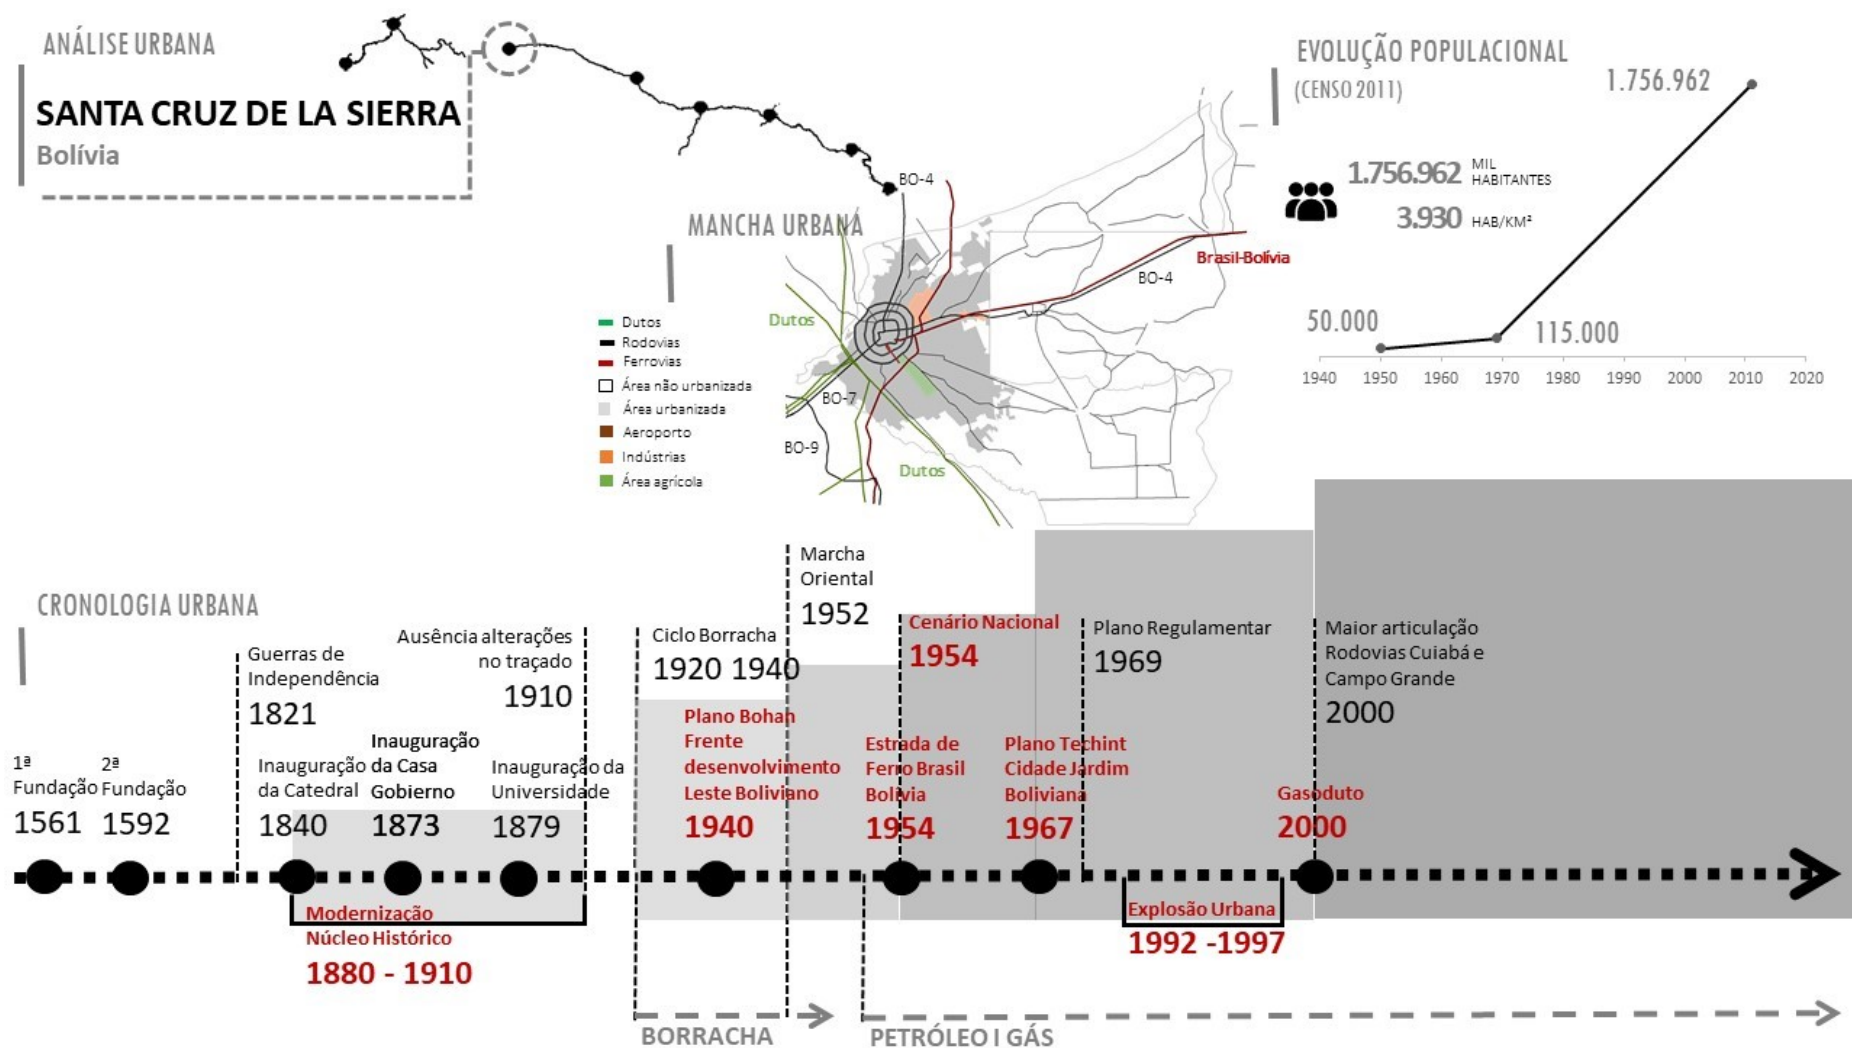 ANÁLISE URBANA
SANTA CRUZ DE LA SIERRA
Bolívia
EVOLUÇÃO POPULACIONAL
(CENSO 2011)
1.756.962
1.756.962 MIL
HABITANTES
3.930 HAB/KM²
50.000
115.000
1940 1950 1960 1970 1980 1990 2000 2010 2020
MANCHA URBANA
BO-4
Brasil-Bolívia
BO-4
Dutos
BO-7
BO-9
Dutos
Dutos
Rodovias
Ferrovias
Área não urbanizada
Área urbanizada
Aeroporto
Indústrias
Área agrícola
CRONOLOGIA URBANA
1ª
Fundação
1561
2ª
Fundação
1592
Guerras de
Independência
1821
Inauguração
da Catedral
1840
Inauguração
da Casa
Gobierno
1873
Ausência alterações
no traçado
1910
Inauguração da
Universidade
1879
Modernização
Núcleo Histórico
1880 - 1910
Ciclo Borracha
1920 1940
Plano Bohan
Frente
desenvolvimento
Leste Boliviano
1940
Marcha
Oriental
1952
Cenário Nacional
1954
Estrada de
Ferro Brasil
Bolívia
1954
Plano Techint
Cidade Jardim
Boliviana
1967
Plano Regulamentar
1969
Explosão Urbana
1992 -1997
Gasoduto
2000
Maior articulação
Rodovias Cuiabá e
Campo Grande
2000
BORRACHA
PETRÓLEO I GÁS